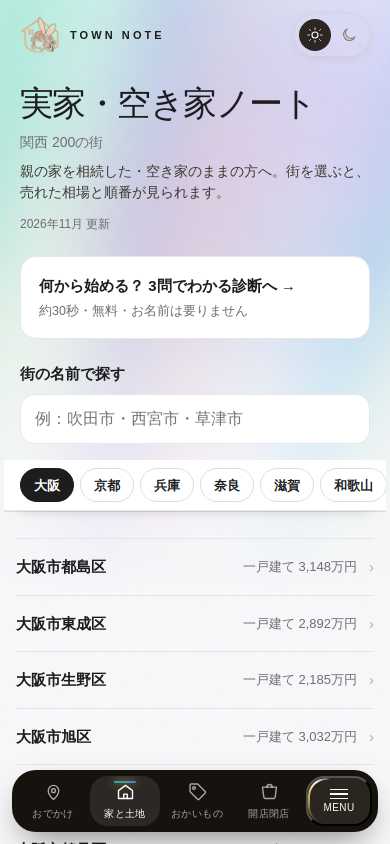 TOWN NOTE
実家・空き家ノート
関西 200の街
親の家を相続した・空き家のままの方へ。街を選ぶと、
売れた相場と順番が見られます。
2026年11月 更新
何から始める？ 3問でわかる診断へ →
約30秒・無料・お名前は要りません
街の名前で探す
例：吹田市・西宮市・草津市
大阪 京都 兵庫 奈良 滋賀 和歌山
大阪市都島区 一戸建て 3,148万円 ›
大阪市東成区 一戸建て 2,892万円 ›
大阪市生野区 一戸建て 2,185万円 ›
大阪市旭区 一戸建て 3,032万円 ›
おでかけ 家と土地 おかいもの 開店閉店 MENU